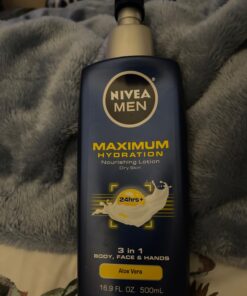 NIVEA
MEN
MAXIMUM
HYDRATION
Nourishing Lotion
Dry Skin
24hrs+
3 in 1
BODY, FACE & HANDS
Aloe Vera
16.9 FL OZ 500mL